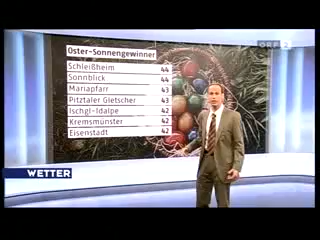 ORF 2
Oster-Sonnengewinner
Schleißheim 44
Sonnblick 44
Mariapfarr 43
Pitztaler Gletscher 43
Ischgl-Idalpe 42
Kremsmünster 42
Eisenstadt 42
WETTER